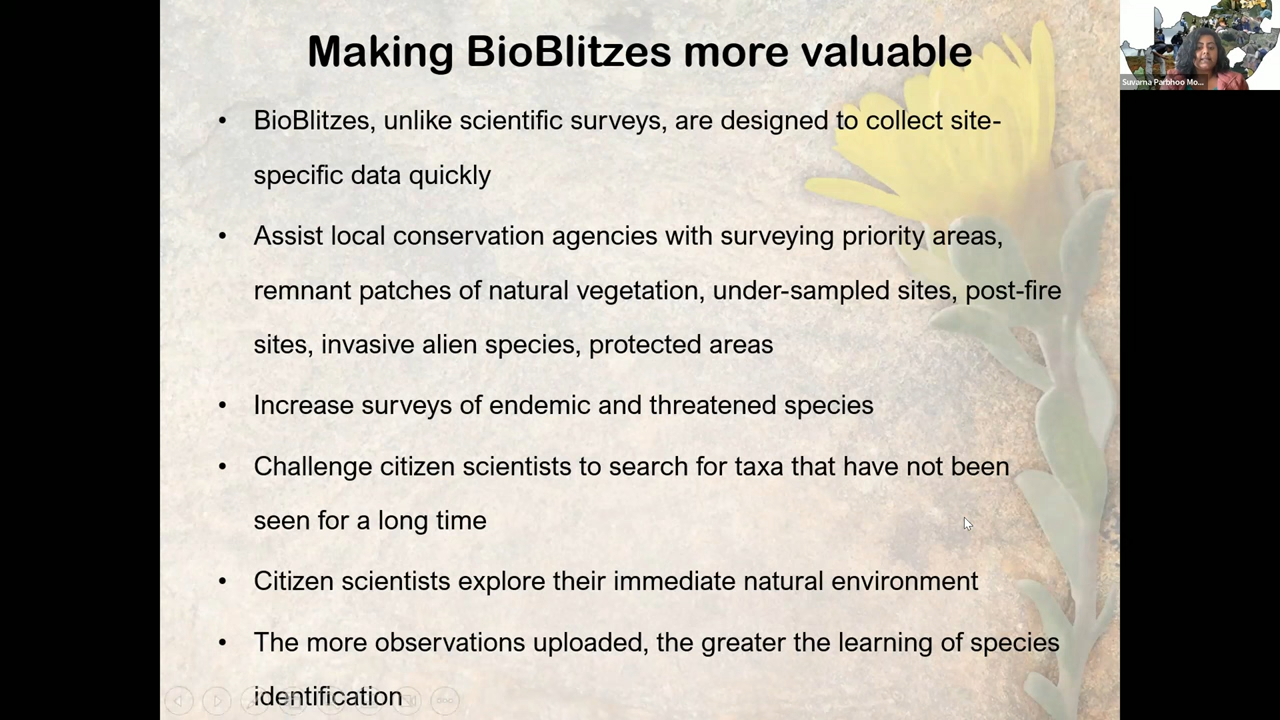 Making BioBlitzes more valuable
Suvarna Parbhoo Mo...
• BioBlitzes, unlike scientific surveys, are designed to collect site-
specific data quickly
• Assist local conservation agencies with surveying priority areas,
remnant patches of natural vegetation, under-sampled sites, post-fire
sites, invasive alien species, protected areas
• Increase surveys of endemic and threatened species
• Challenge citizen scientists to search for taxa that have not been
seen for a long time
• Citizen scientists explore their immediate natural environment
• The more observations uploaded, the greater the learning of species
identification